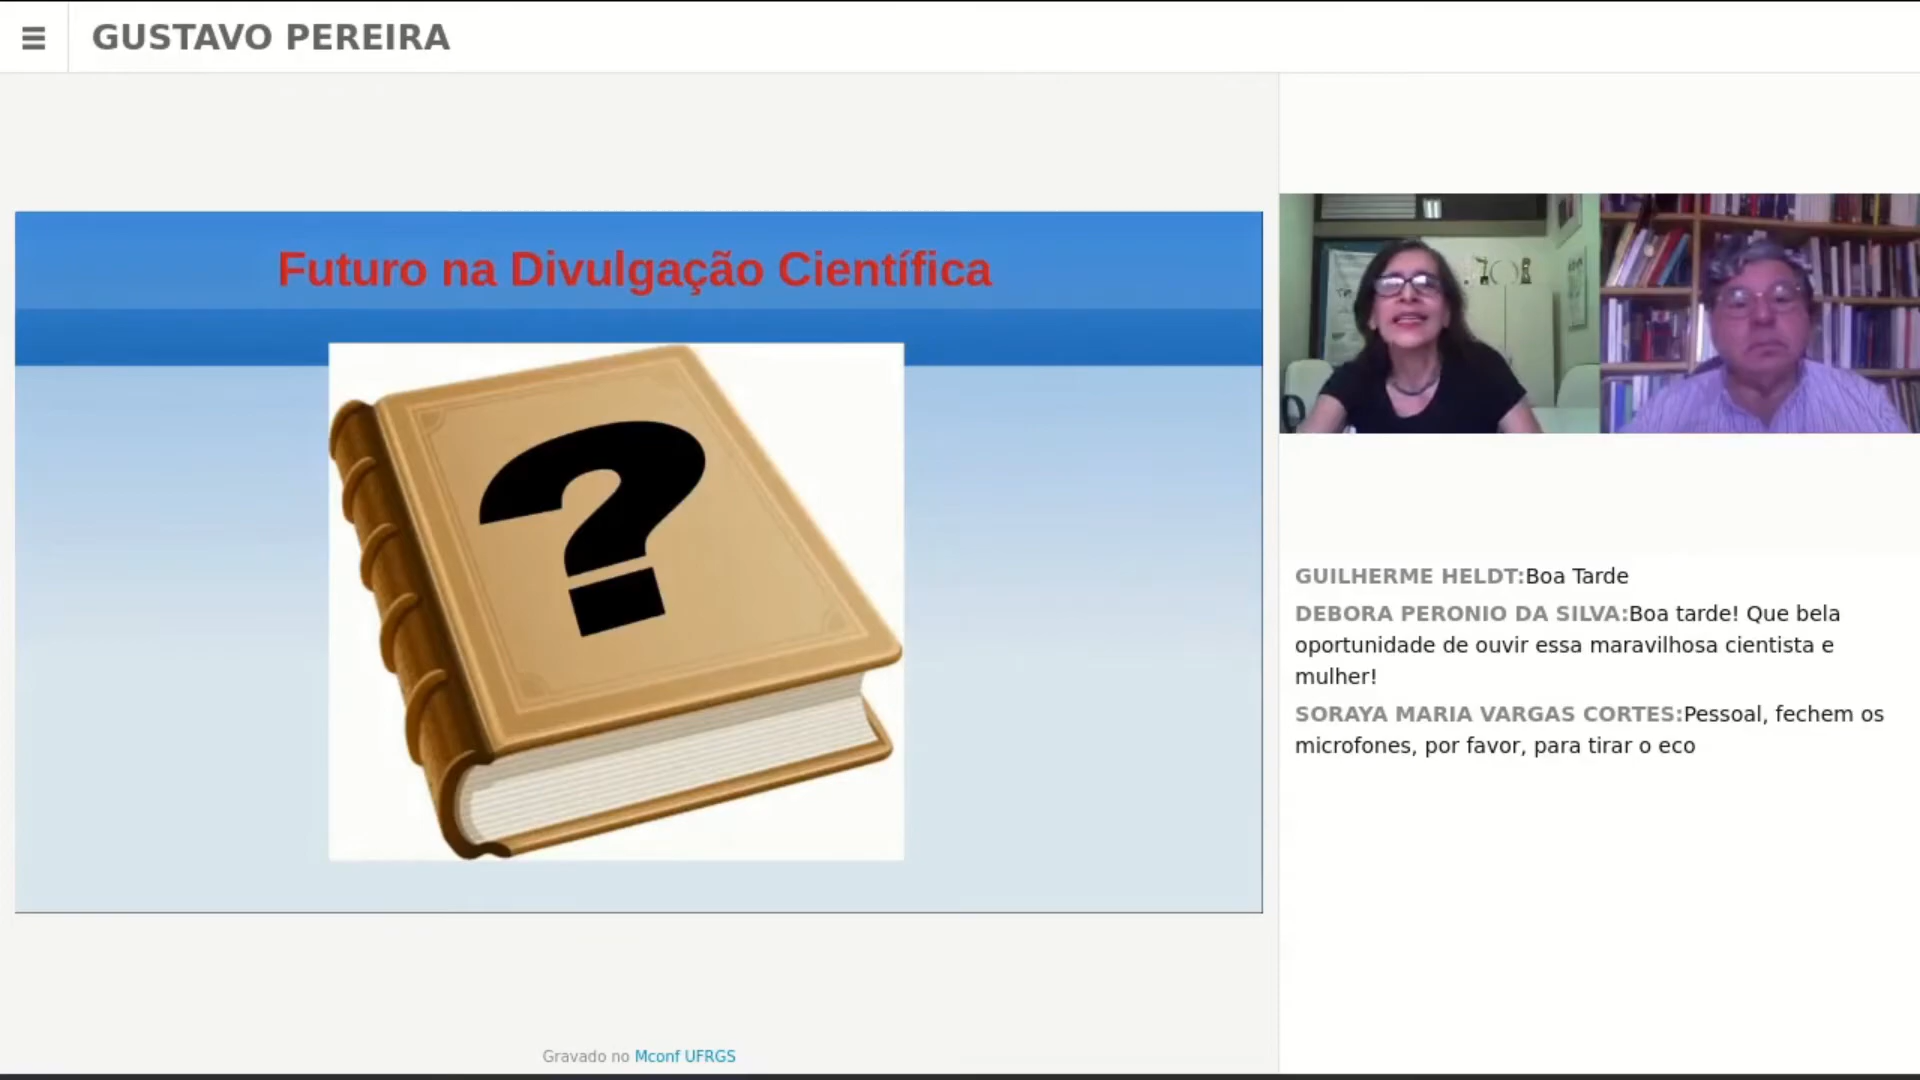 GUSTAVO PEREIRA
Futuro na Divulgação Científica
?
GUILHERME HELDT:Boa Tarde
DEBORA PERONIO DA SILVA:Boa tarde! Que bela
oportunidade de ouvir essa maravilhosa cientista e
mulher!
SORAYA MARIA VARGAS CORTES:Pessoal, fechem os
microfones, por favor, para tirar o eco
Gravado no Mconf UFRGS